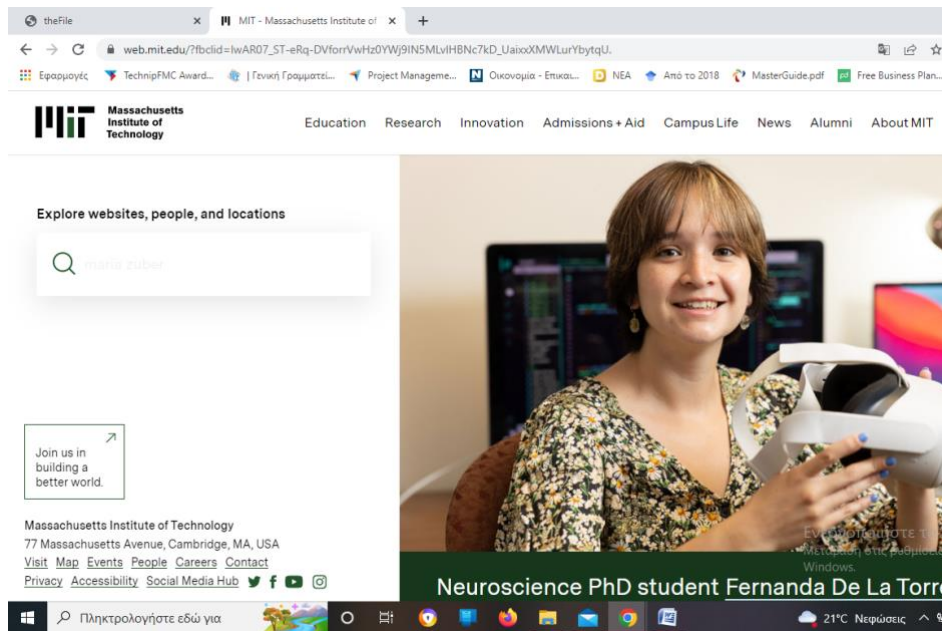 theFile
MIT - Massachusetts Institute of
web.mit.edu/?fbclid=IwAR07_ST-eRq-DVforrVwHz0YWj9IN5MLvIHBNc7kD_UaixxXMWLurYbytqU.
Εφαρμογές TechnipFMC Award... | Γενική Γραμματεί... Project Manageme... Οικονομία - Επικαι... NEA Από το 2018 MasterGuide.pdf Free Business Plan...
Massachusetts
Institute of
Technology
Education Research Innovation Admissions + Aid Campus Life News Alumni About MIT
Explore websites, people, and locations
maria zuber
Join us in
building a
better world.
Massachusetts Institute of Technology
77 Massachusetts Avenue, Cambridge, MA, USA
Visit Map Events People Careers Contact
Privacy Accessibility Social Media Hub
Windows.
Neuroscience PhD student Fernanda De La Torre
Πληκτρολογήστε εδώ για
21°C Νεφώσεις